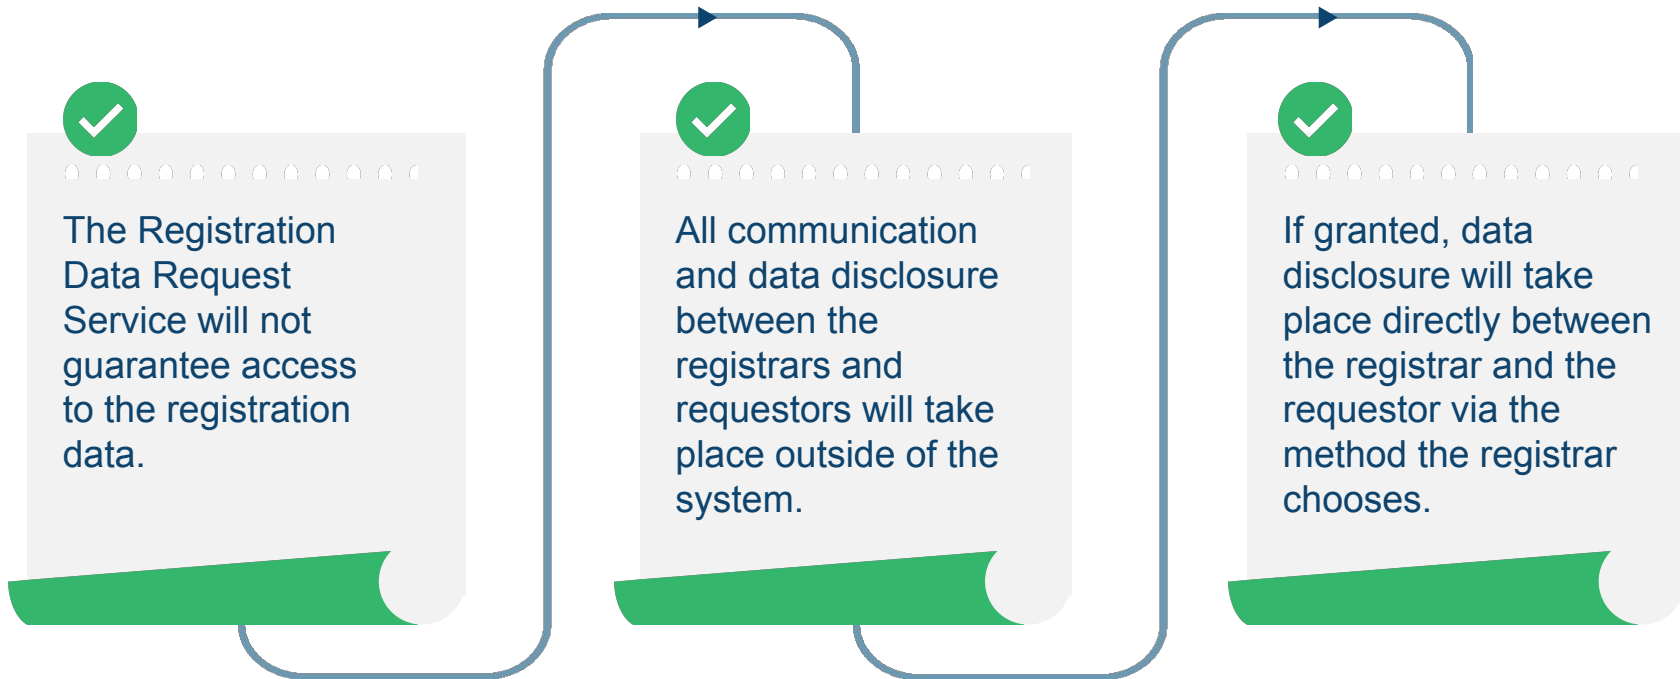 The Registration
Data Request
Service will not
guarantee access
to the registration
data.
All communication
and data disclosure
between the
registrars and
requestors will take
place outside of the
system.
If granted, data
disclosure will take
place directly between
the registrar and the
requestor via the
method the registrar
chooses.